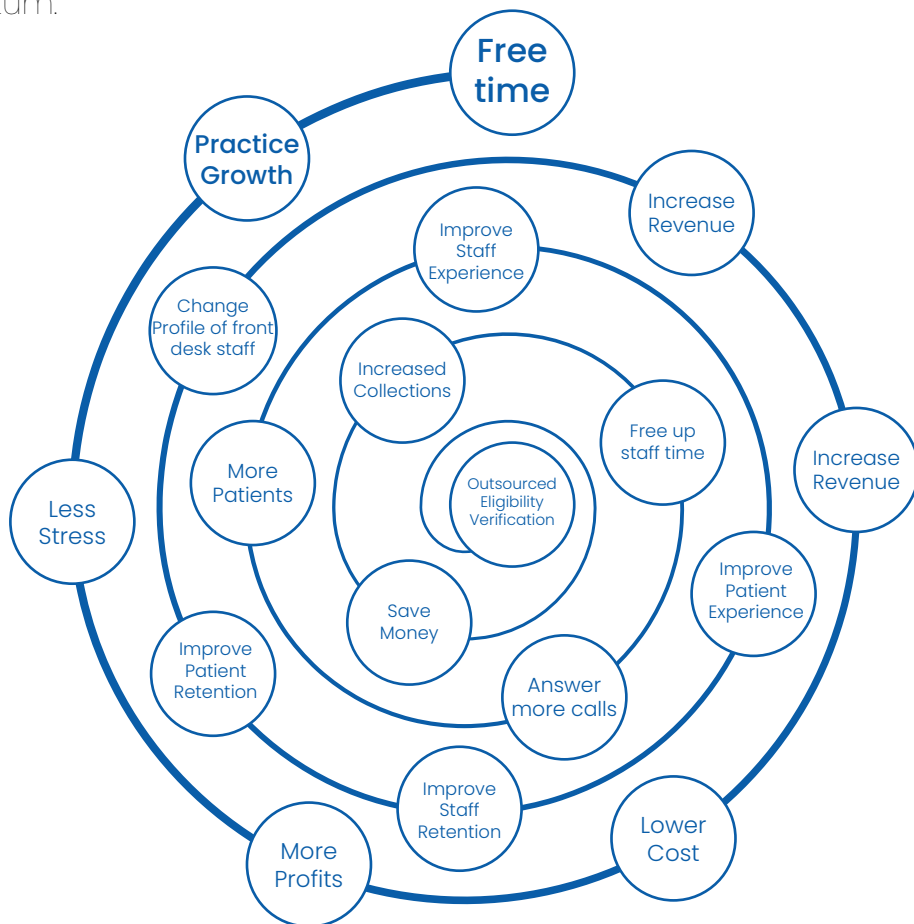 Free
time
Practice
Growth
Increase
Revenue
Improve
Staff
Experience
Change
Profile of front
desk staff
Increased
Collections
Free up
staff time
Increase
Revenue
More
Patients
Outsourced
Eligibility
Verification
Less
Stress
Improve
Patient
Experience
Save
Money
Improve
Patient
Retention
Answer
more calls
Improve
Staff
Retention
Lower
Cost
More
Profits